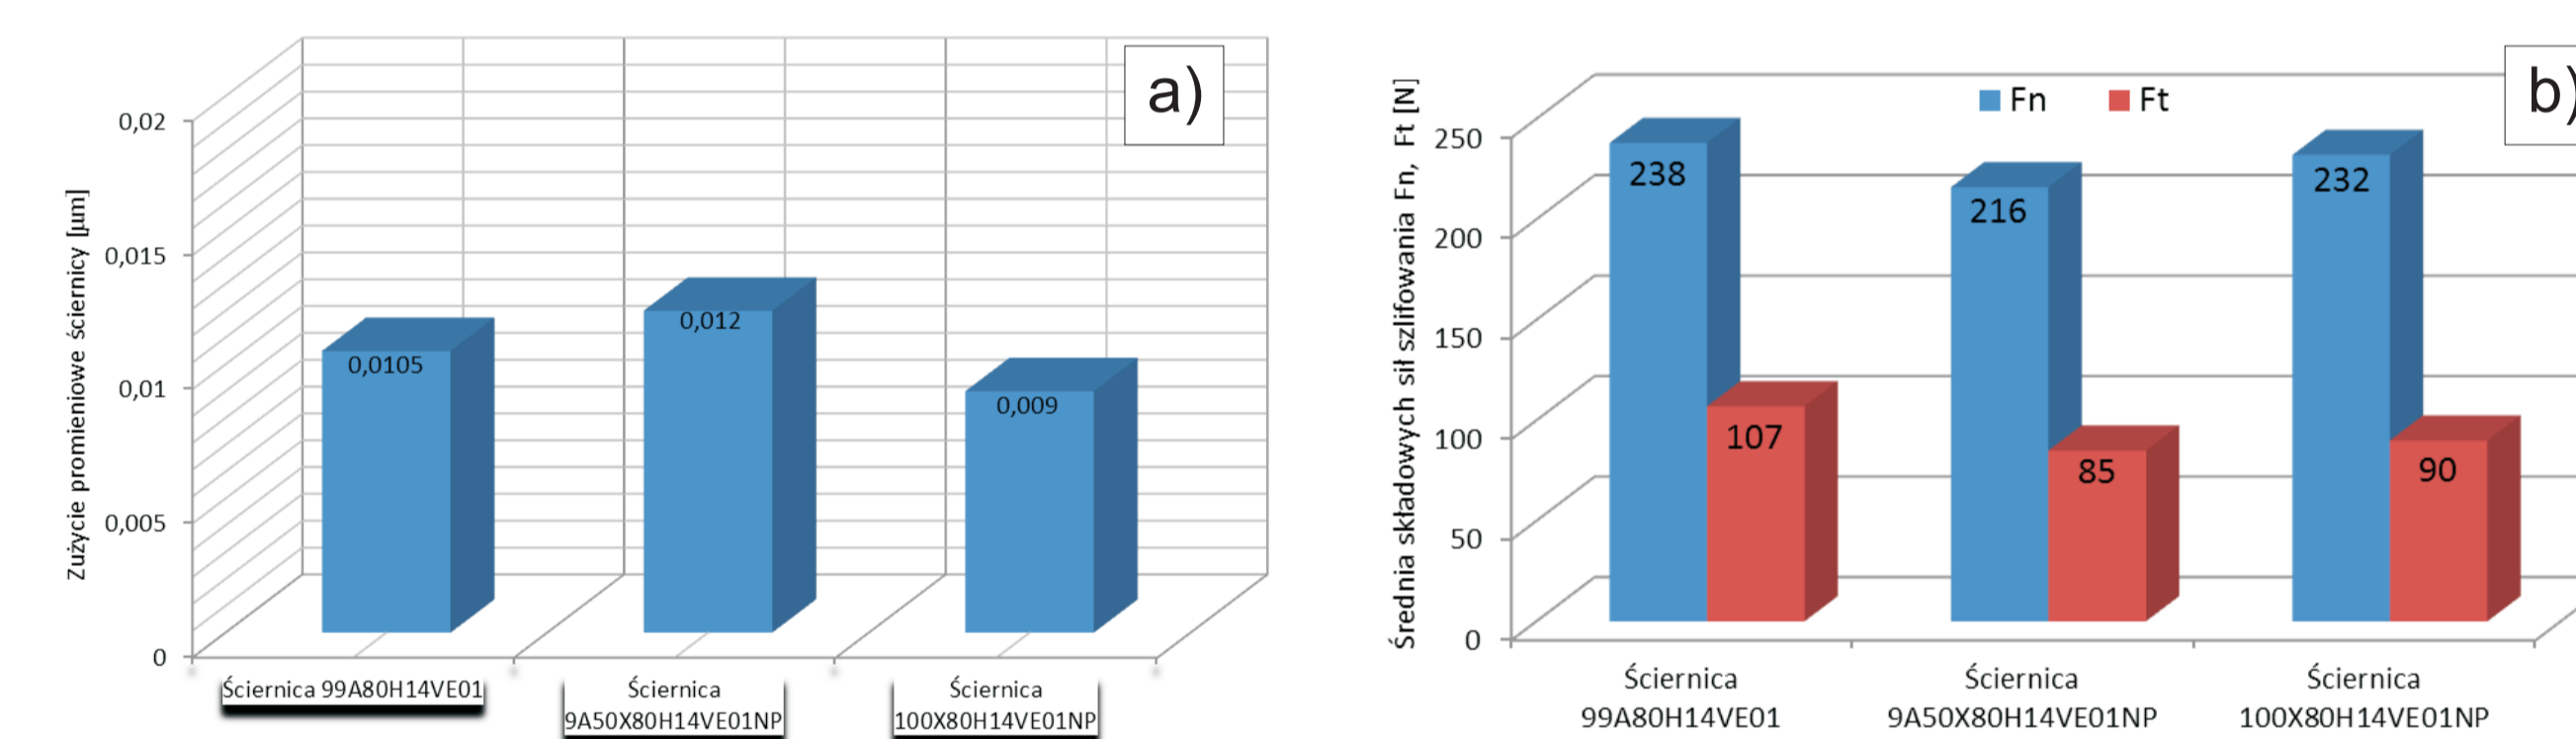 a)
Zużycie promieniowe ściernicy [µm]
0,02
0,015
0,01
0,005
0
0,0105
0,012
0,009
Ściernica 99A80H14VE01
Ściernica
9A50X80H14VE01NP
Ściernica
100X80H14VE01NP
b)
Średnia składowych sił szlifowania Fn, Ft [N]
Fn
Ft
250
200
150
100
50
0
238
107
216
85
232
90
Ściernica
99A80H14VE01
Ściernica
9A50X80H14VE01NP
Ściernica
100X80H14VE01NP